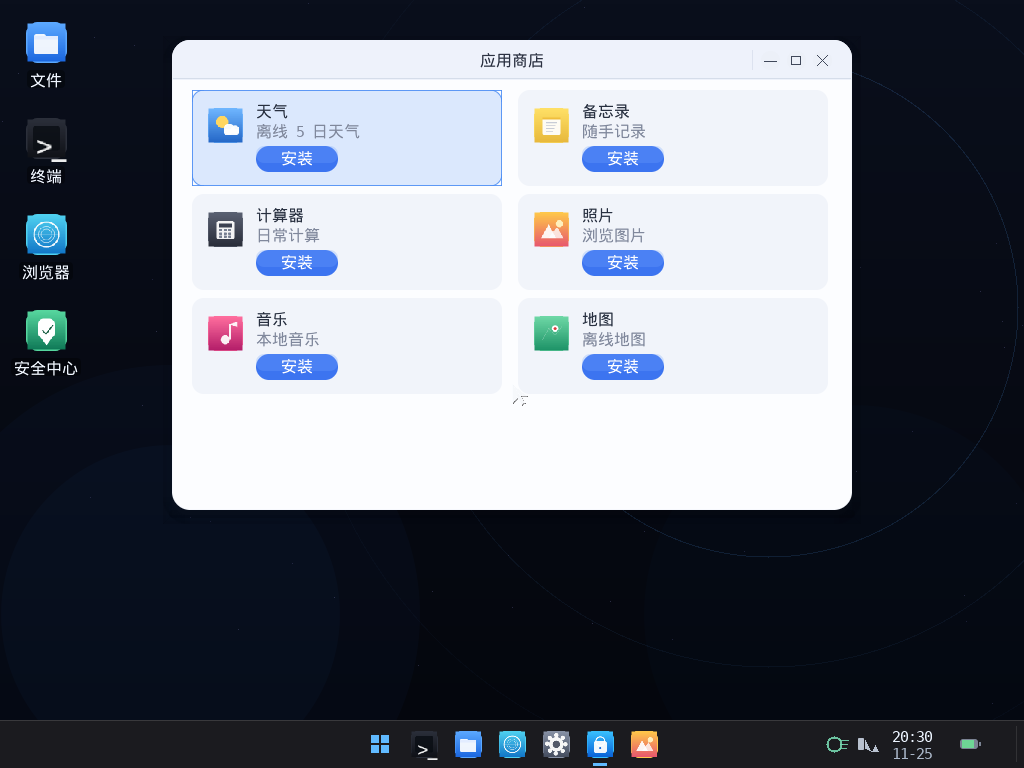 文件
终端
浏览器
安全中心
应用商店
天气
离线 5 日天气
安装
备忘录
随手记录
安装
计算器
日常计算
安装
照片
浏览图片
安装
音乐
本地音乐
安装
地图
离线地图
安装
20:30
11-25